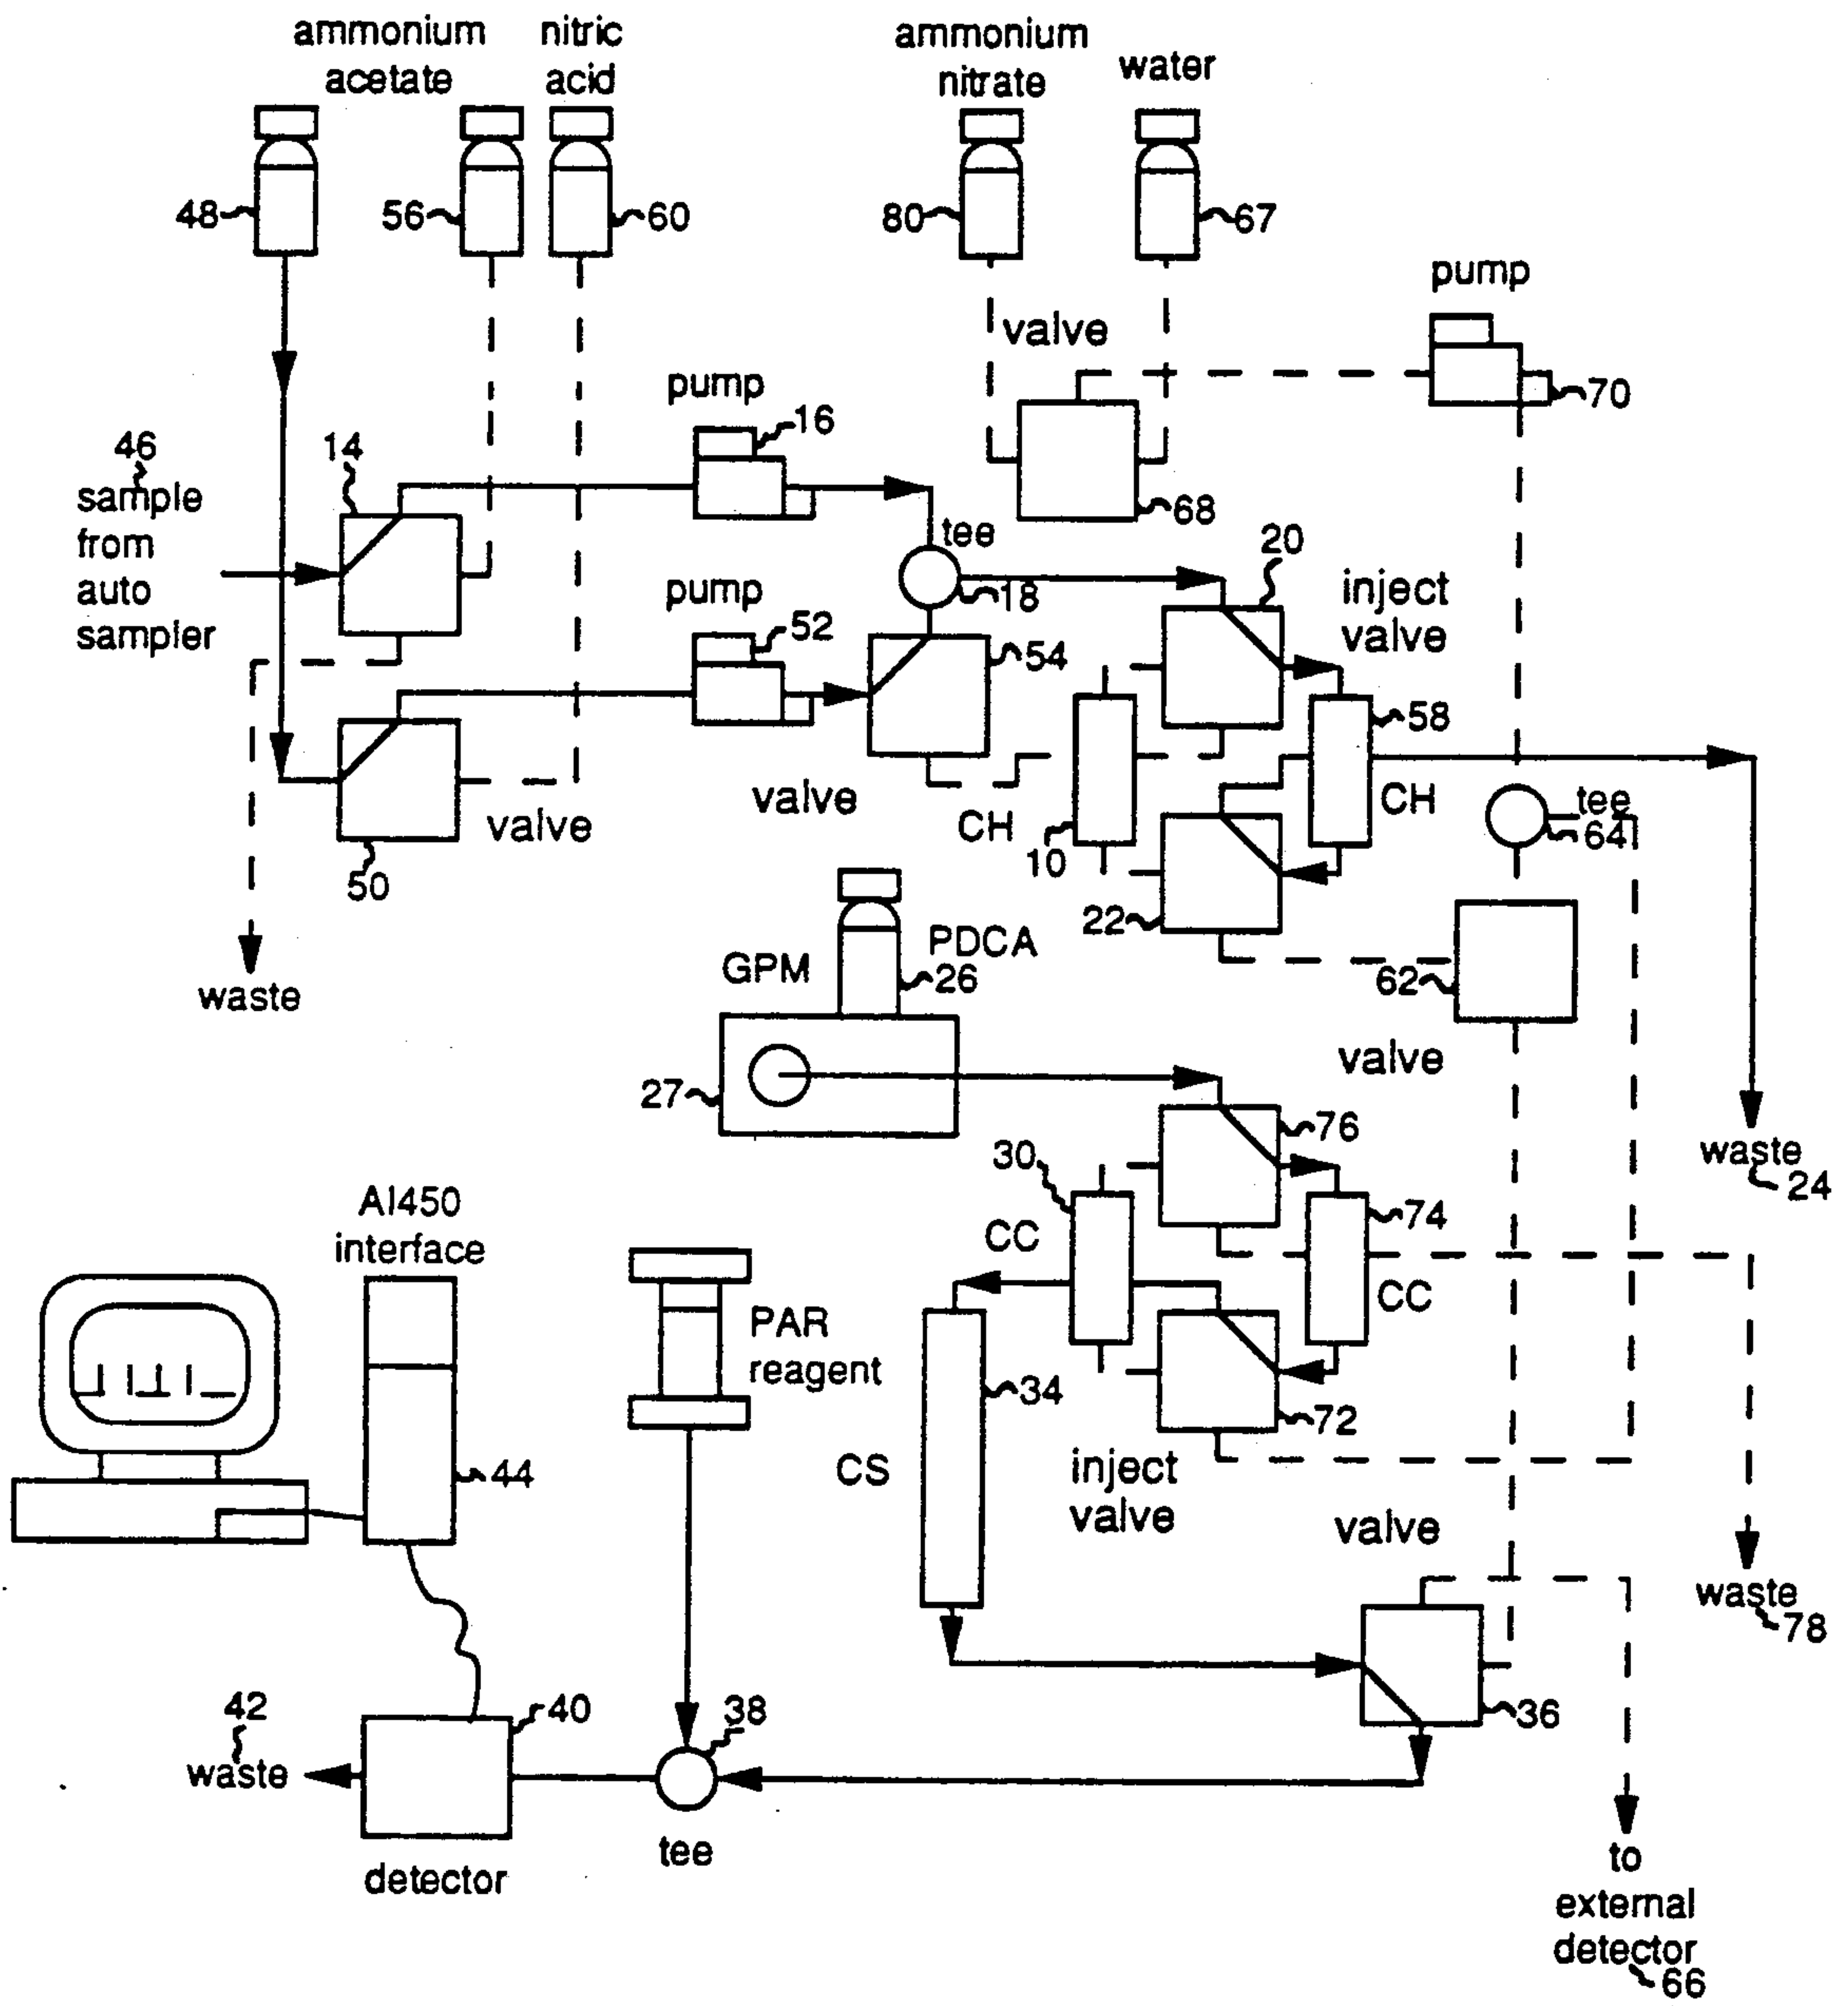 ammonium
acetate
nitric
acid
ammonium
nitrate
water
48
56
60
80
67
pump
70
valve
pump
16
46
sample
from
auto
sampler
14
68
tee
18
20
inject
valve
pump
52
54
58
valve
50
valve
CH
10
CH
tee
64
22
62
waste
GPM
PDCA
26
27
valve
76
waste
24
30
CC
74
CC
AI450
interface
PAR
reagent
34
72
44
CS
inject
valve
valve
waste
78
42
waste
40
38
36
tee
detector
to
external
detector
66